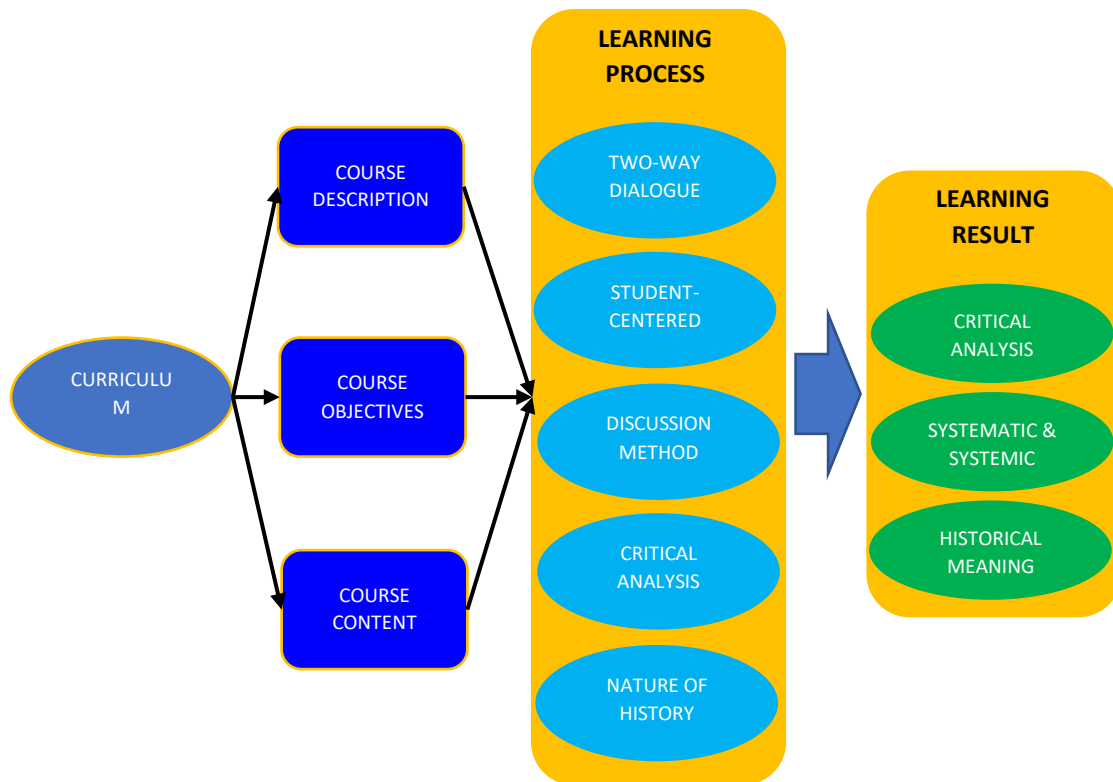 CURRICULU
M
COURSE
DESCRIPTION
COURSE
OBJECTIVES
COURSE
CONTENT
LEARNING
PROCESS
TWO-WAY
DIALOGUE
STUDENT-
CENTERED
DISCUSSION
METHOD
CRITICAL
ANALYSIS
NATURE OF
HISTORY
LEARNING
RESULT
CRITICAL
ANALYSIS
SYSTEMATIC &
SYSTEMIC
HISTORICAL
MEANING